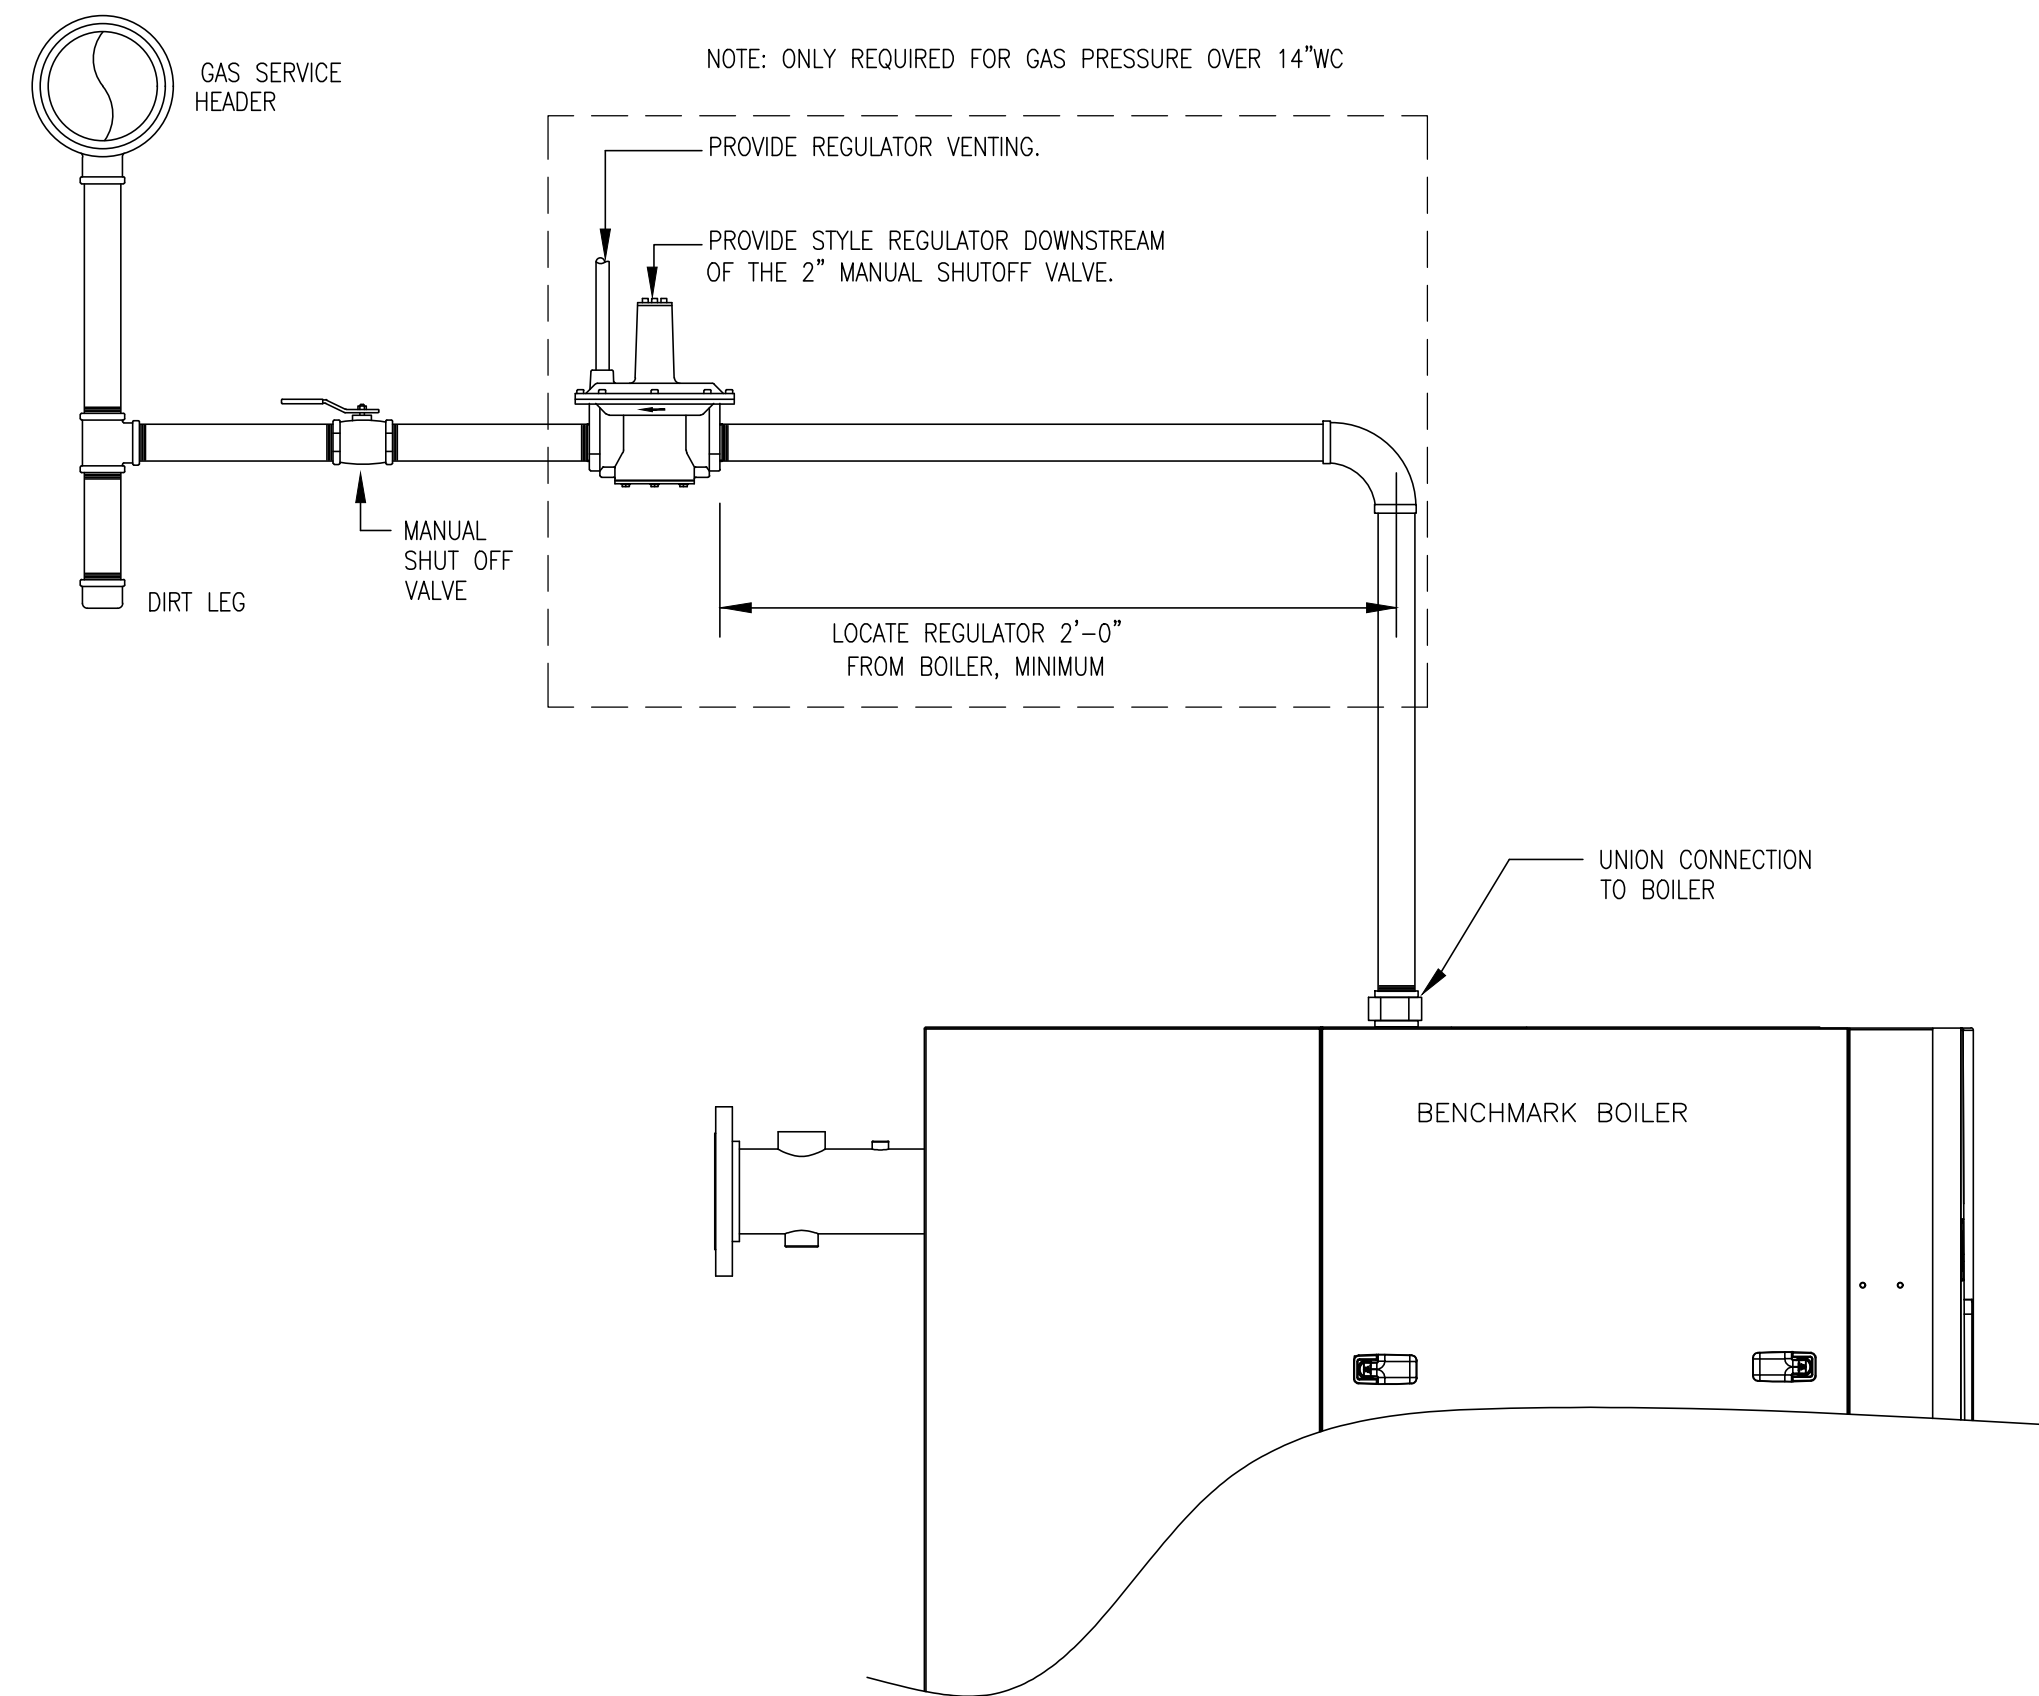 NOTE: ONLY REQUIRED FOR GAS PRESSURE OVER 14"WC
GAS SERVICE
HEADER
PROVIDE REGULATOR VENTING.
PROVIDE STYLE REGULATOR DOWNSTREAM
OF THE 2" MANUAL SHUTOFF VALVE.
MANUAL
SHUT OFF
VALVE
DIRT LEG
LOCATE REGULATOR 2'-0"
FROM BOILER, MINIMUM
UNION CONNECTION
TO BOILER
BENCHMARK BOILER